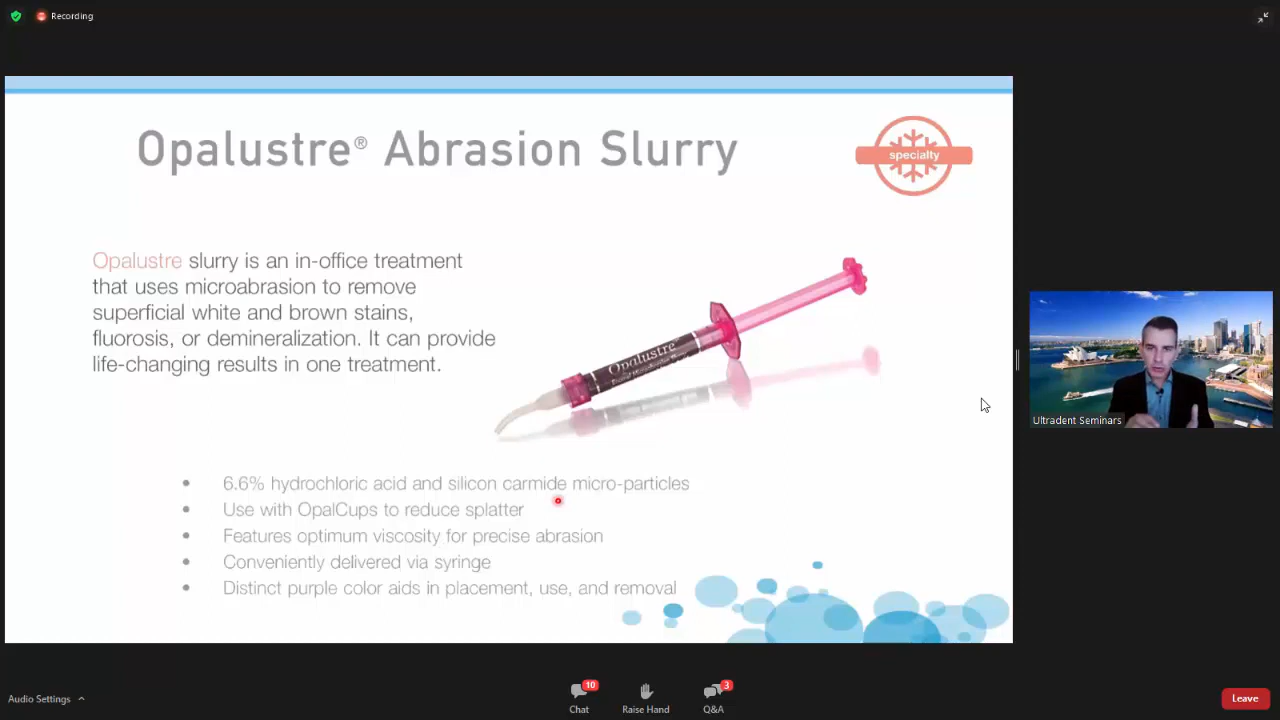 Recording
Opalustre® Abrasion Slurry
specialty
Opalustre slurry is an in-office treatment
that uses microabrasion to remove
superficial white and brown stains,
fluorosis, or demineralization. It can provide
life-changing results in one treatment.
Opalustre
• 6.6% hydrochloric acid and silicon carmide micro-particles
• Use with OpalCups to reduce splatter
• Features optimum viscosity for precise abrasion
• Conveniently delivered via syringe
• Distinct purple color aids in placement, use, and removal
Ultradent Seminars
Audio Settings
10
Chat
Raise Hand
3
Q&A
Leave